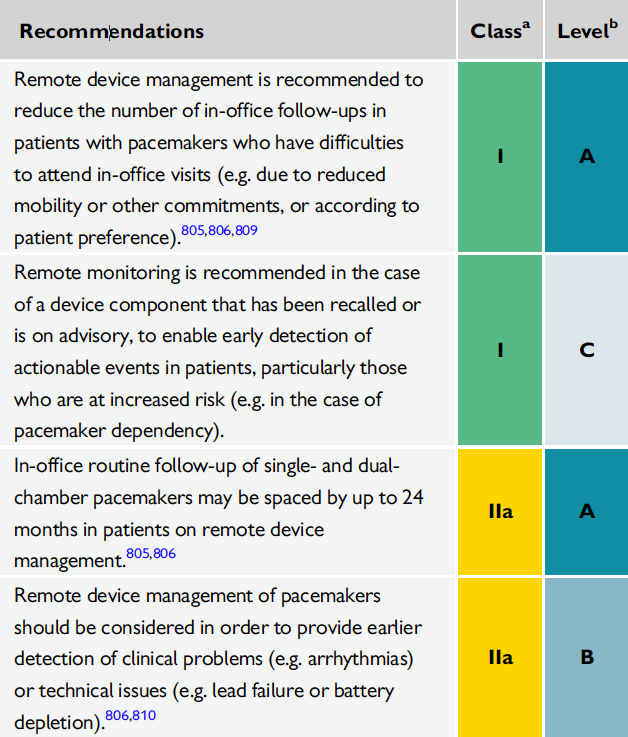 Recommendations Classa Levelb
Remote device management is recommended to
reduce the number of in-office follow-ups in
patients with pacemakers who have difficulties
to attend in-office visits (e.g. due to reduced
mobility or other commitments, or according to
patient preference).805,806,809
I A
Remote monitoring is recommended in the case
of a device component that has been recalled or
is on advisory, to enable early detection of
actionable events in patients, particularly those
who are at increased risk (e.g. in the case of
pacemaker dependency).
I C
In-office routine follow-up of single- and dual-
chamber pacemakers may be spaced by up to 24
months in patients on remote device
management.805,806
IIa A
Remote device management of pacemakers
should be considered in order to provide earlier
detection of clinical problems (e.g. arrhythmias)
or technical issues (e.g. lead failure or battery
depletion).806,810
IIa B